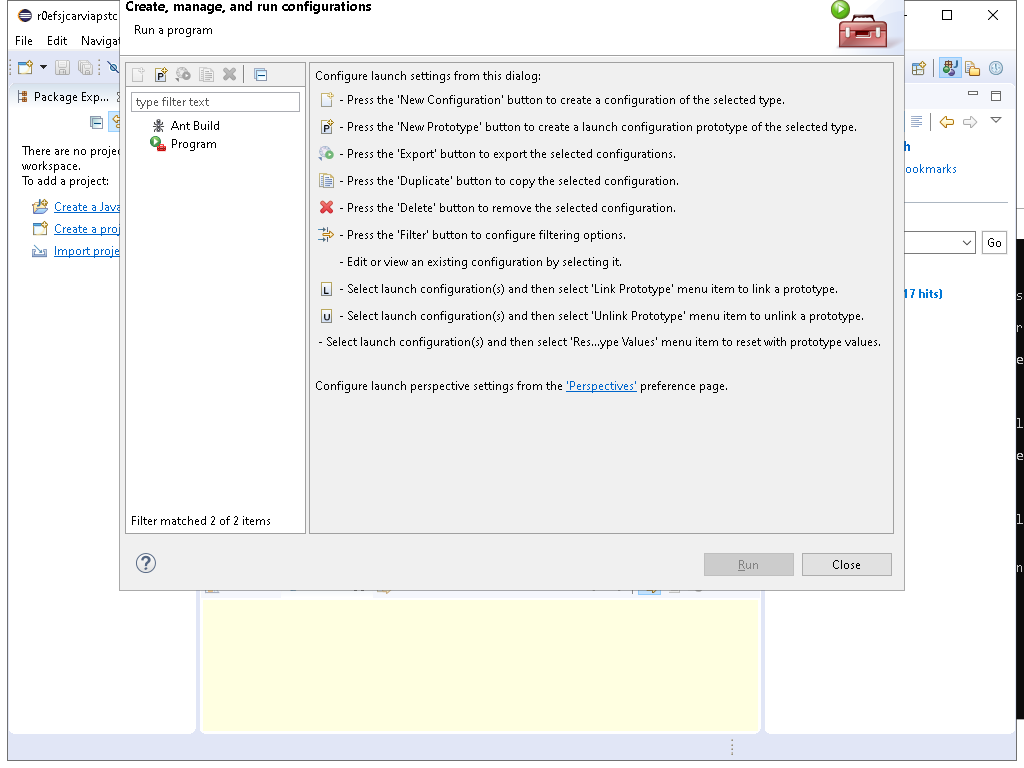 Create, manage, and run configurations
r0efsjcarviapstc
Run a program
File Edit Navigat
Package Exp...
type filter text
Ant Build
Program
There are no projec
workspace.
To add a project:
Create a Java
Create a proj
Import proje
Filter matched 2 of 2 items
Configure launch settings from this dialog:
- Press the 'New Configuration' button to create a configuration of the selected type.
P - Press the 'New Prototype' button to create a launch configuration prototype of the selected type.
- Press the 'Export' button to export the selected configurations.
- Press the 'Duplicate' button to copy the selected configuration.
- Press the 'Delete' button to remove the selected configuration.
- Press the 'Filter' button to configure filtering options.
- Edit or view an existing configuration by selecting it.
L - Select launch configuration(s) and then select 'Link Prototype' menu item to link a prototype.
U - Select launch configuration(s) and then select 'Unlink Prototype' menu item to unlink a prototype.
- Select launch configuration(s) and then select 'Res...ype Values' menu item to reset with prototype values.
Configure launch perspective settings from the 'Perspectives' preference page.
? Run Close
h
ookmarks
Go
17 hits)